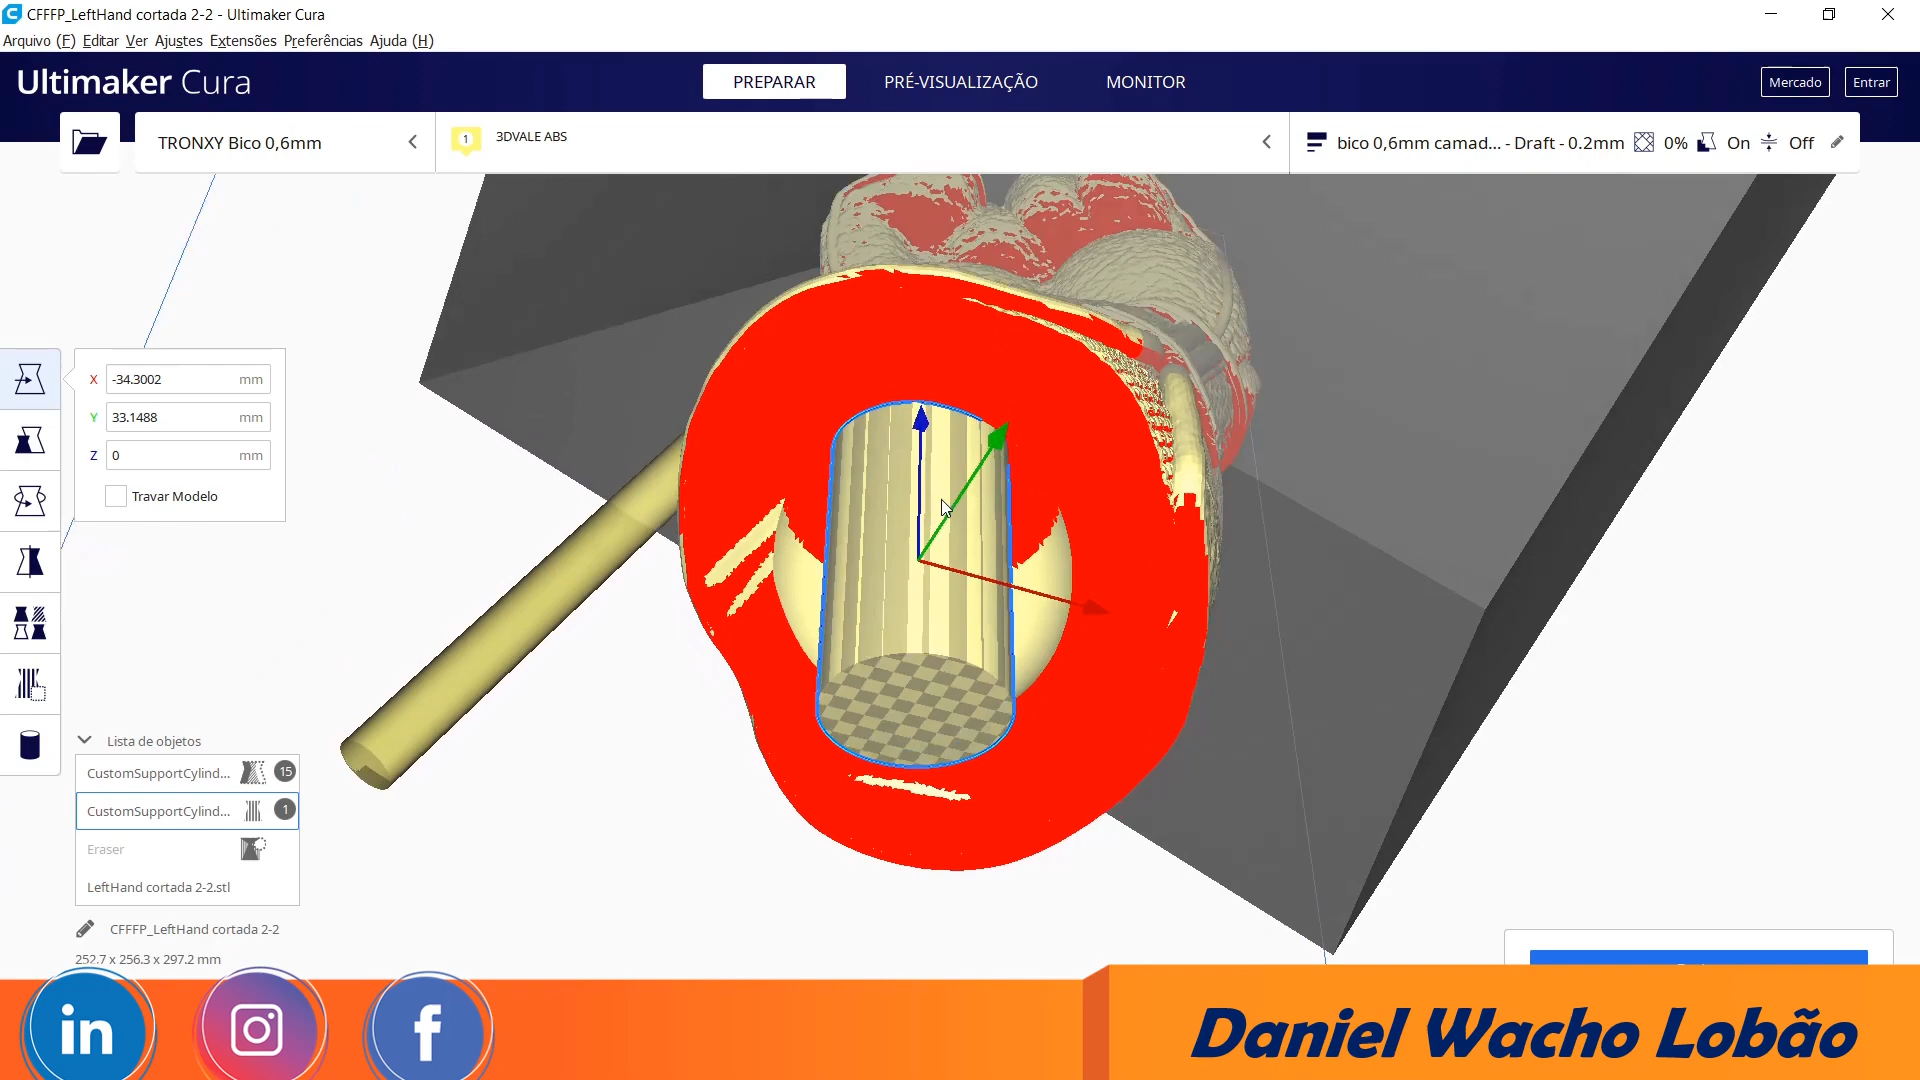 CFFFP_LeftHand cortada 2-2 - Ultimaker Cura
Arquivo (F) Editar Ver Ajustes Extensões Preferências Ajuda (H)
Ultimaker Cura
PREPARAR
PRÉ-VISUALIZAÇÃO
MONITOR
Mercado
Entrar
TRONXY Bico 0,6mm
1
3DVALE ABS
bico 0,6mm camad... - Draft - 0.2mm
0%
On
Off
X -34.3002 mm
Y 33.1488 mm
Z 0 mm
Travar Modelo
Lista de objetos
CustomSupportCylind... 15
CustomSupportCylind... 1
Eraser
LeftHand cortada 2-2.stl
CFFFP_LeftHand cortada 2-2
252.7 x 256.3 x 297.2 mm
in
f
Daniel Wacho Lobão